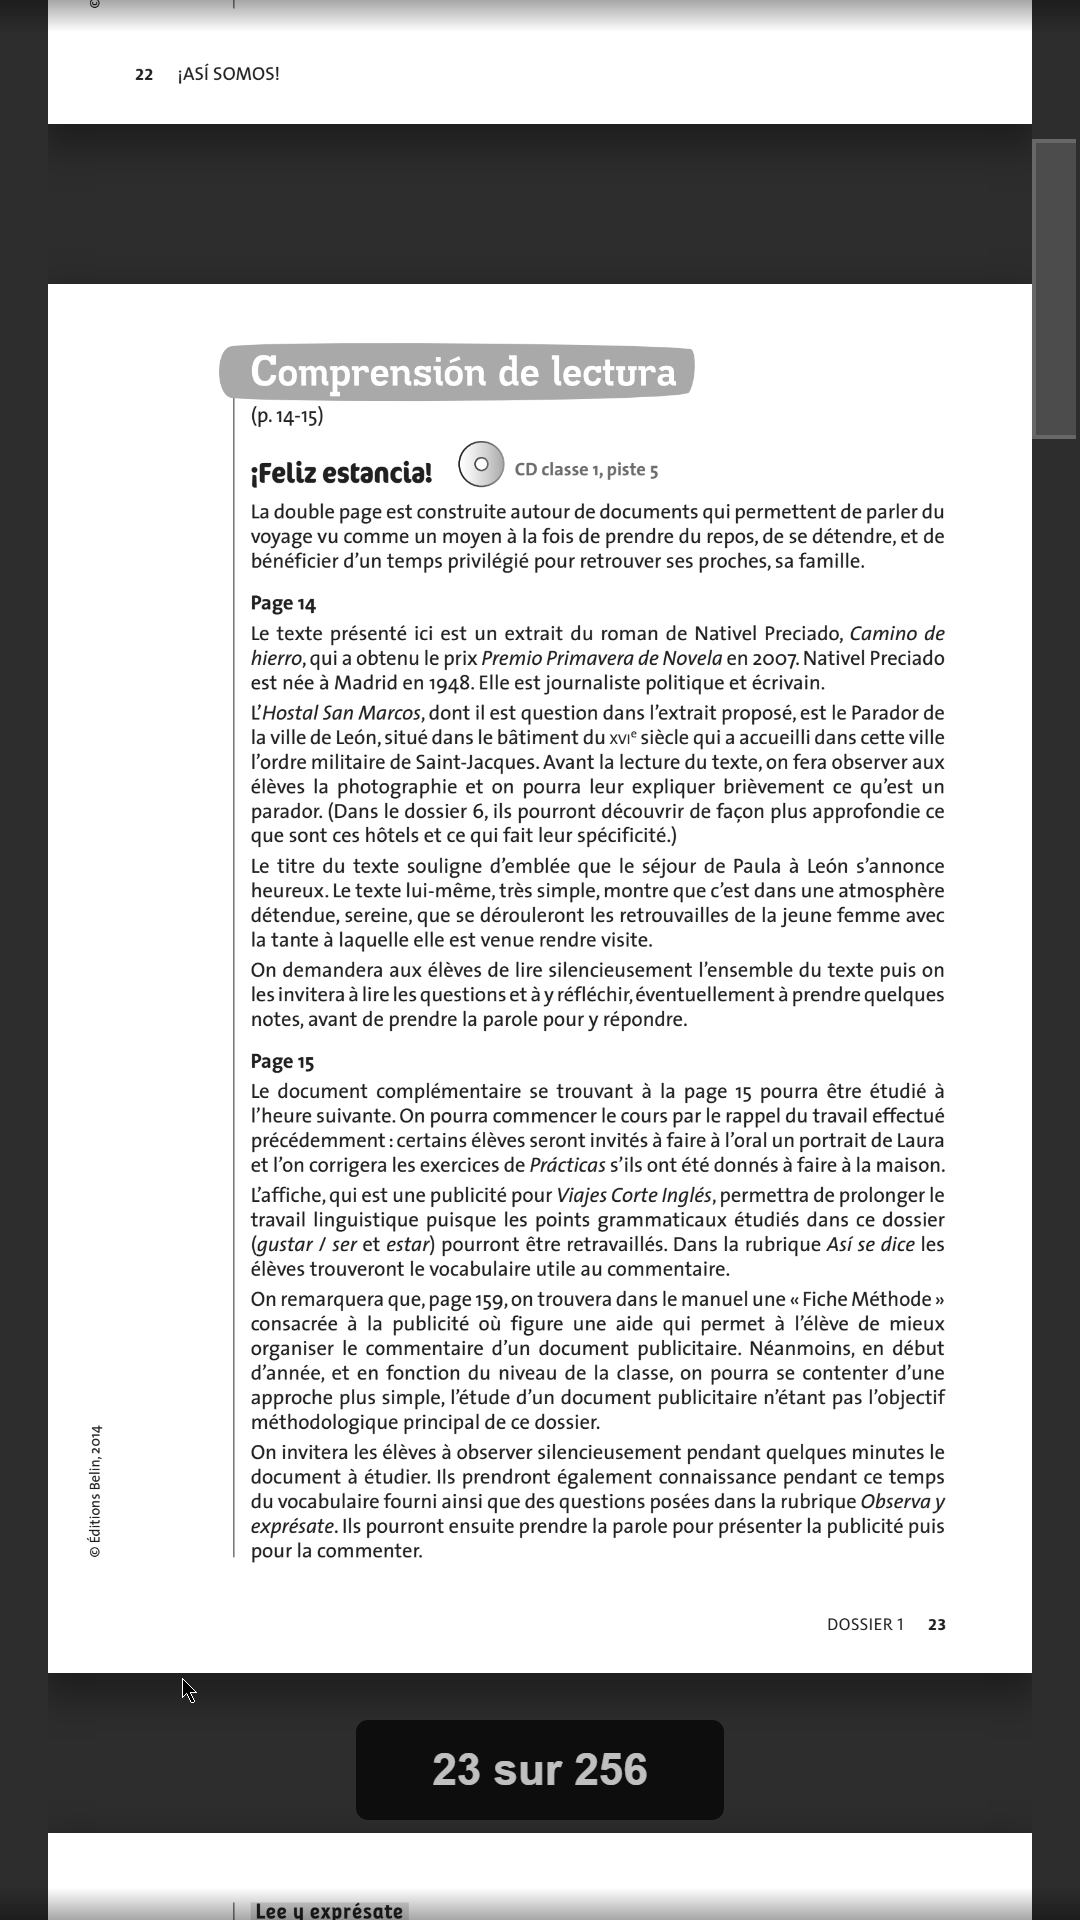 ©
22 ¡ASÍ SOMOS!
Comprensión de lectura
(p. 14-15)
¡Feliz estancia! CD classe 1, piste 5
La double page est construite autour de documents qui permettent de parler du
voyage vu comme un moyen à la fois de prendre du repos, de se détendre, et de
bénéficier d’un temps privilégié pour retrouver ses proches, sa famille.
Page 14
Le texte présenté ici est un extrait du roman de Nativel Preciado, Camino de
hierro, qui a obtenu le prix Premio Primavera de Novela en 2007. Nativel Preciado
est née à Madrid en 1948. Elle est journaliste politique et écrivain.
L’Hostal San Marcos, dont il est question dans l’extrait proposé, est le Parador de
la ville de León, situé dans le bâtiment du XVIe siècle qui a accueilli dans cette ville
l’ordre militaire de Saint-Jacques. Avant la lecture du texte, on fera observer aux
élèves la photographie et on pourra leur expliquer brièvement ce qu’est un
parador. (Dans le dossier 6, ils pourront découvrir de façon plus approfondie ce
que sont ces hôtels et ce qui fait leur spécificité.)
Le titre du texte souligne d’emblée que le séjour de Paula à León s’annonce
heureux. Le texte lui-même, très simple, montre que c’est dans une atmosphère
détendue, sereine, que se dérouleront les retrouvailles de la jeune femme avec
la tante à laquelle elle est venue rendre visite.
On demandera aux élèves de lire silencieusement l’ensemble du texte puis on
les invitera à lire les questions et à y réfléchir, éventuellement à prendre quelques
notes, avant de prendre la parole pour y répondre.
Page 15
Le document complémentaire se trouvant à la page 15 pourra être étudié à
l’heure suivante. On pourra commencer le cours par le rappel du travail effectué
précédemment : certains élèves seront invités à faire à l’oral un portrait de Laura
et l’on corrigera les exercices de Prácticas s’ils ont été donnés à faire à la maison.
L’affiche, qui est une publicité pour Viajes Corte Inglés, permettra de prolonger le
travail linguistique puisque les points grammaticaux étudiés dans ce dossier
(gustar / ser et estar) pourront être retravaillés. Dans la rubrique Así se dice les
élèves trouveront le vocabulaire utile au commentaire.
On remarquera que, page 159, on trouvera dans le manuel une « Fiche Méthode »
consacrée à la publicité où figure une aide qui permet à l’élève de mieux
organiser le commentaire d’un document publicitaire. Néanmoins, en début
d’année, et en fonction du niveau de la classe, on pourra se contenter d’une
approche plus simple, l’étude d’un document publicitaire n’étant pas l’objectif
méthodologique principal de ce dossier.
On invitera les élèves à observer silencieusement pendant quelques minutes le
document à étudier. Ils prendront également connaissance pendant ce temps
du vocabulaire fourni ainsi que des questions posées dans la rubrique Observa y
exprésate. Ils pourront ensuite prendre la parole pour présenter la publicité puis
pour la commenter.
© Éditions Belin, 2014
DOSSIER 1 23
23 sur 256
Lee y exprésate